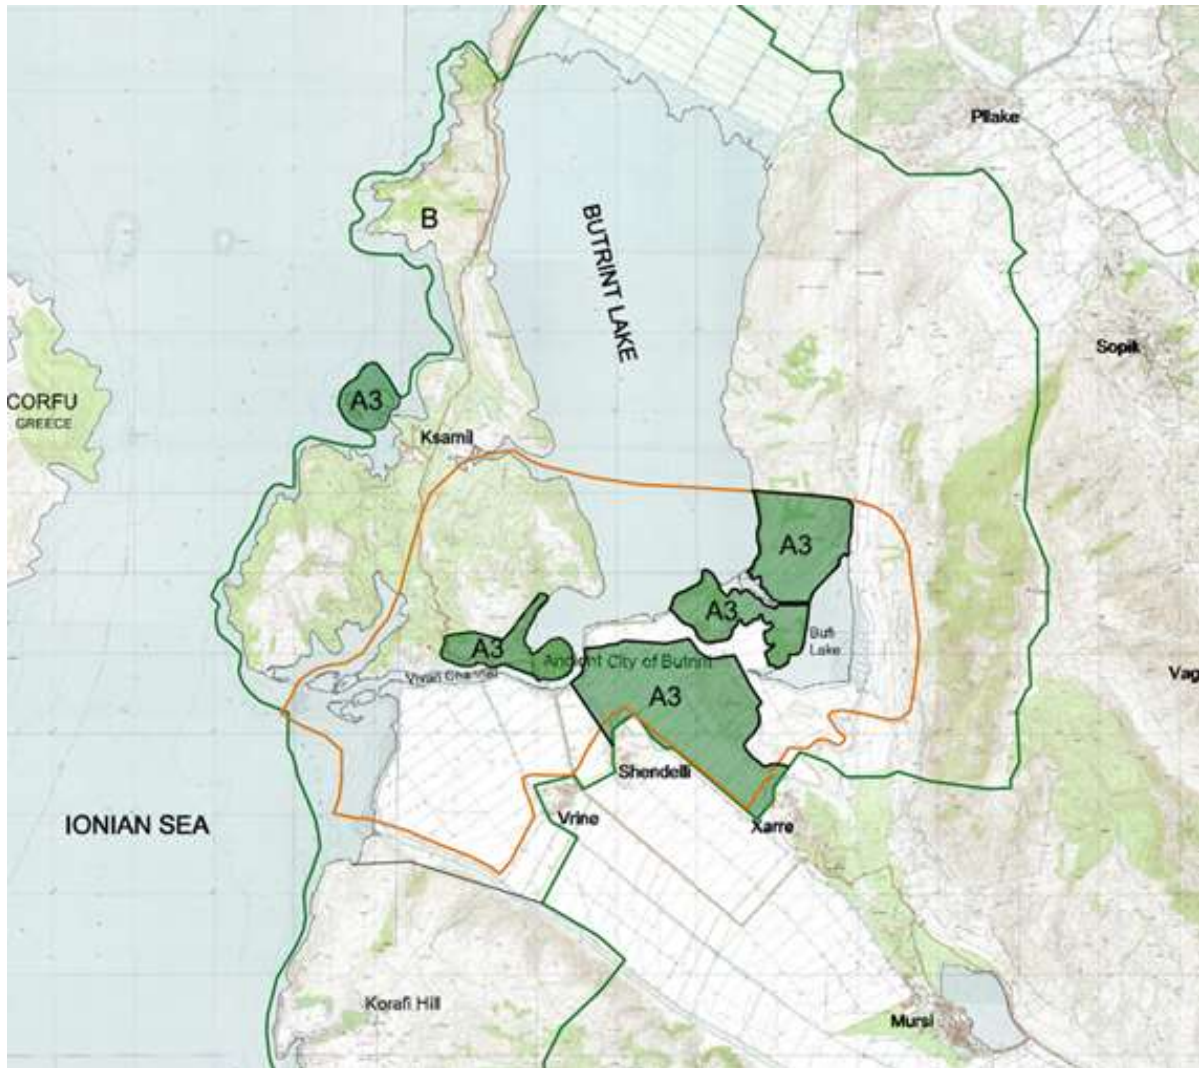 Pllake
B
BUTRINT LAKE
Sopik
CORFU
GREECE
A3
Ksamil
A3
A3
Bufi
Lake
A3
Ancient City of Butrint
Vivari Channel
A3
Vag
Shendelli
IONIAN SEA
Vrine
Xarre
Korafi Hill
Mursi